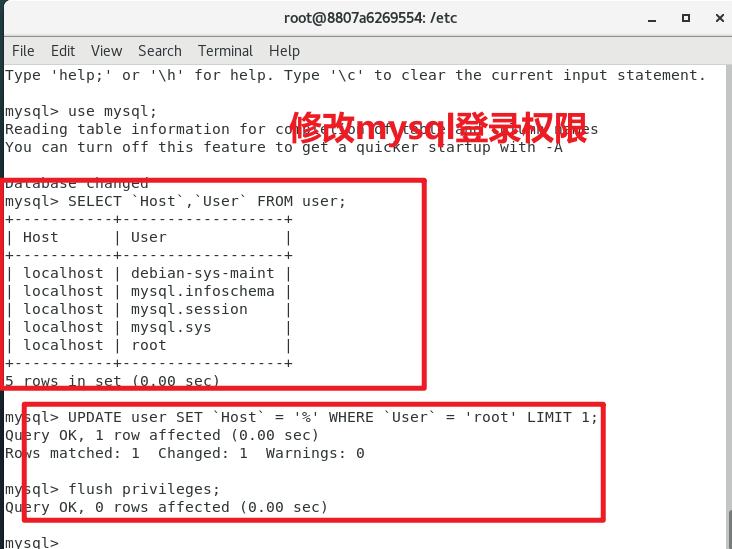 root@8807a6269554: /etc
File Edit View Search Terminal Help
Type 'help;' or '\h' for help. Type '\c' to clear the current input statement.
mysql> use mysql;
修改mysql登录权限
Reading table information for completion of table and column names
You can turn off this feature to get a quicker startup with -A
Database changed
mysql> SELECT `Host`,`User` FROM user;
+-----------+------------------+
| Host      | User             |
+-----------+------------------+
| localhost | debian-sys-maint |
| localhost | mysql.infoschema |
| localhost | mysql.session    |
| localhost | mysql.sys        |
| localhost | root             |
+-----------+------------------+
5 rows in set (0.00 sec)
mysql> UPDATE user SET `Host` = '%' WHERE `User` = 'root' LIMIT 1;
Query OK, 1 row affected (0.00 sec)
Rows matched: 1  Changed: 1  Warnings: 0
mysql> flush privileges;
Query OK, 0 rows affected (0.00 sec)
mysql>